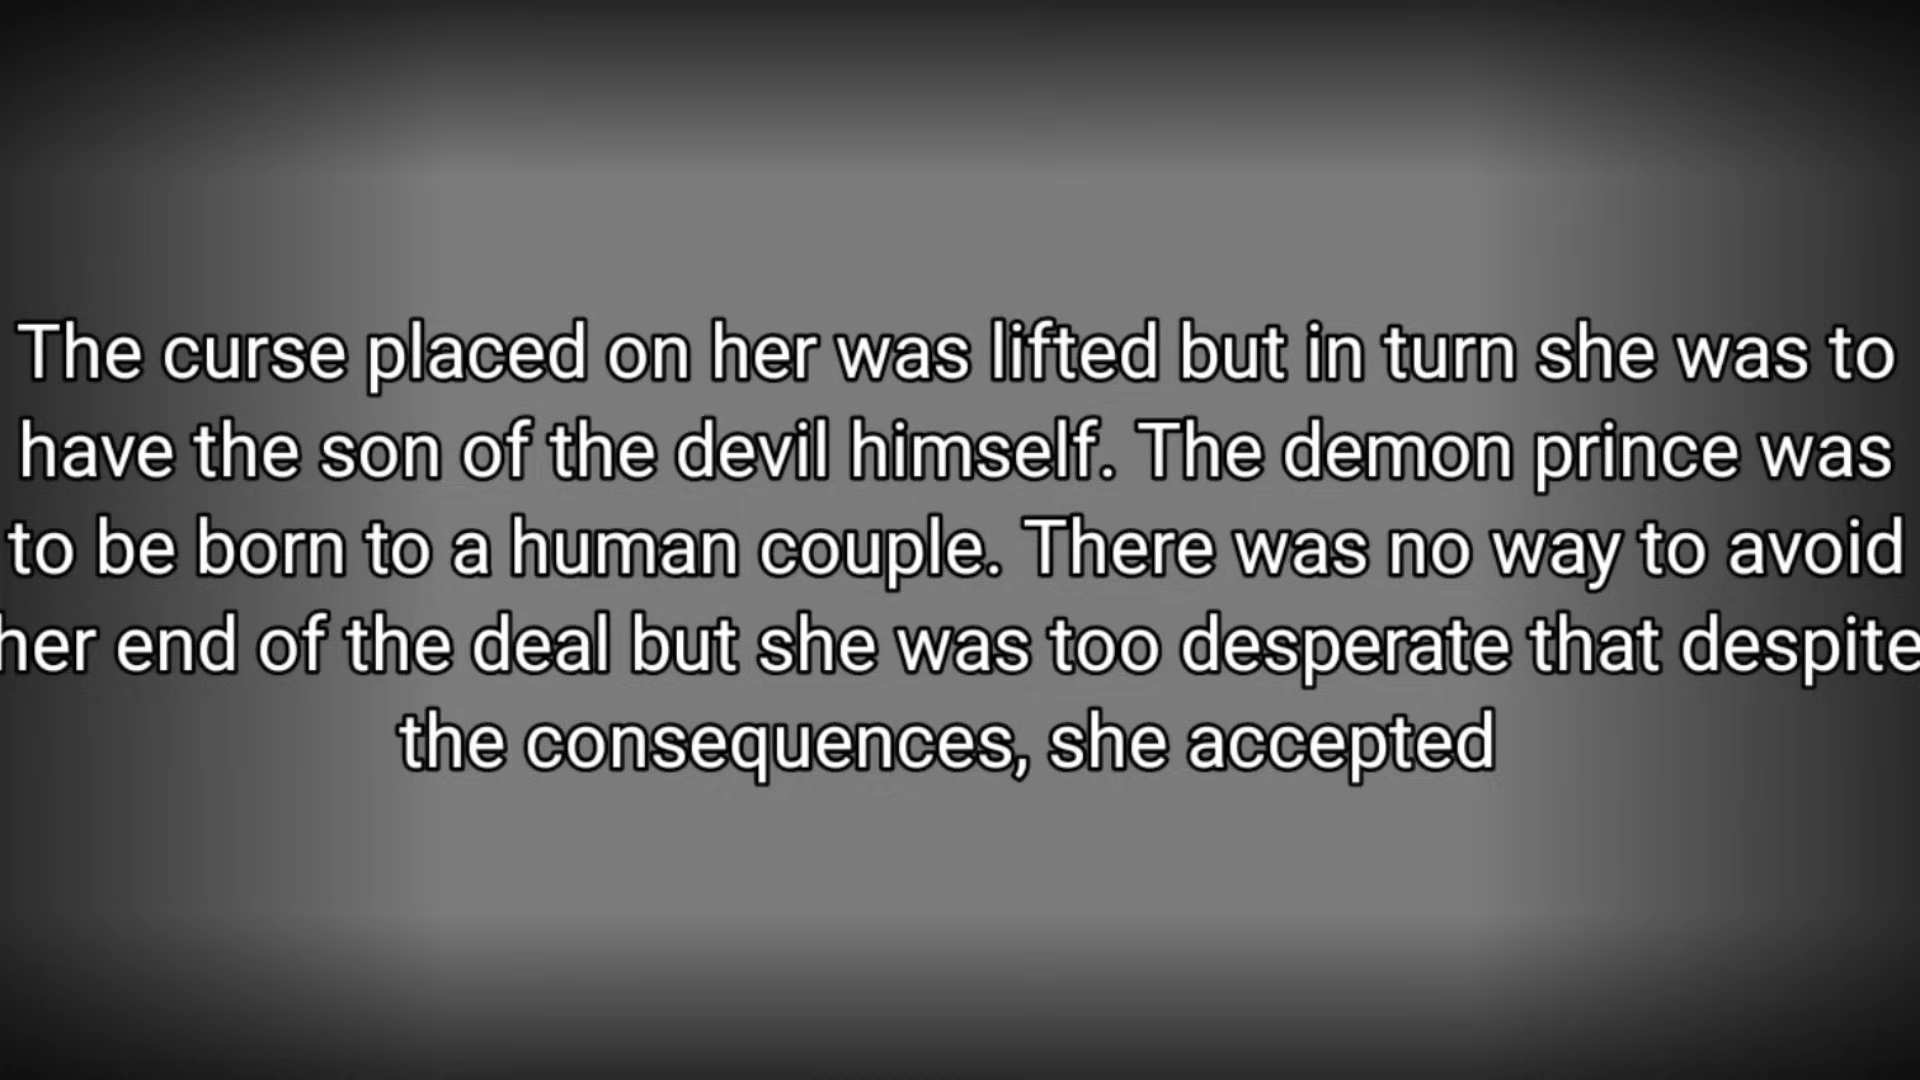 The curse placed on her was lifted but in turn she was to
have the son of the devil himself. The demon prince was
to be born to a human couple. There was no way to avoid
her end of the deal but she was too desperate that despite
the consequences, she accepted